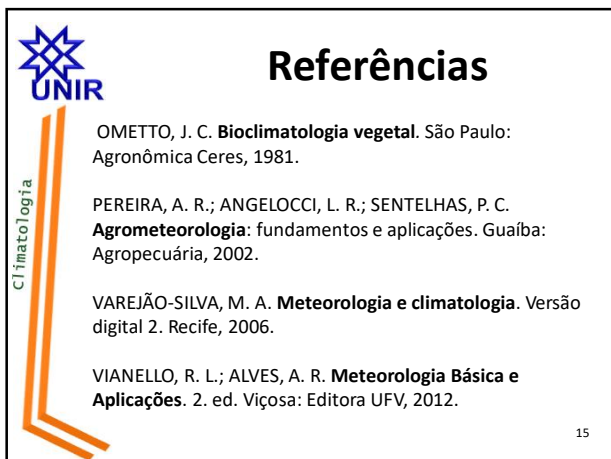 UNIR
Referências
Climatologia
OMETTO, J. C. Bioclimatologia vegetal. São Paulo:
Agronômica Ceres, 1981.
PEREIRA, A. R.; ANGELOCCI, L. R.; SENTELHAS, P. C.
Agrometeorologia: fundamentos e aplicações. Guaíba:
Agropecuária, 2002.
VAREJÃO-SILVA, M. A. Meteorologia e climatologia. Versão
digital 2. Recife, 2006.
VIANELLO, R. L.; ALVES, A. R. Meteorologia Básica e
Aplicações. 2. ed. Viçosa: Editora UFV, 2012.
15